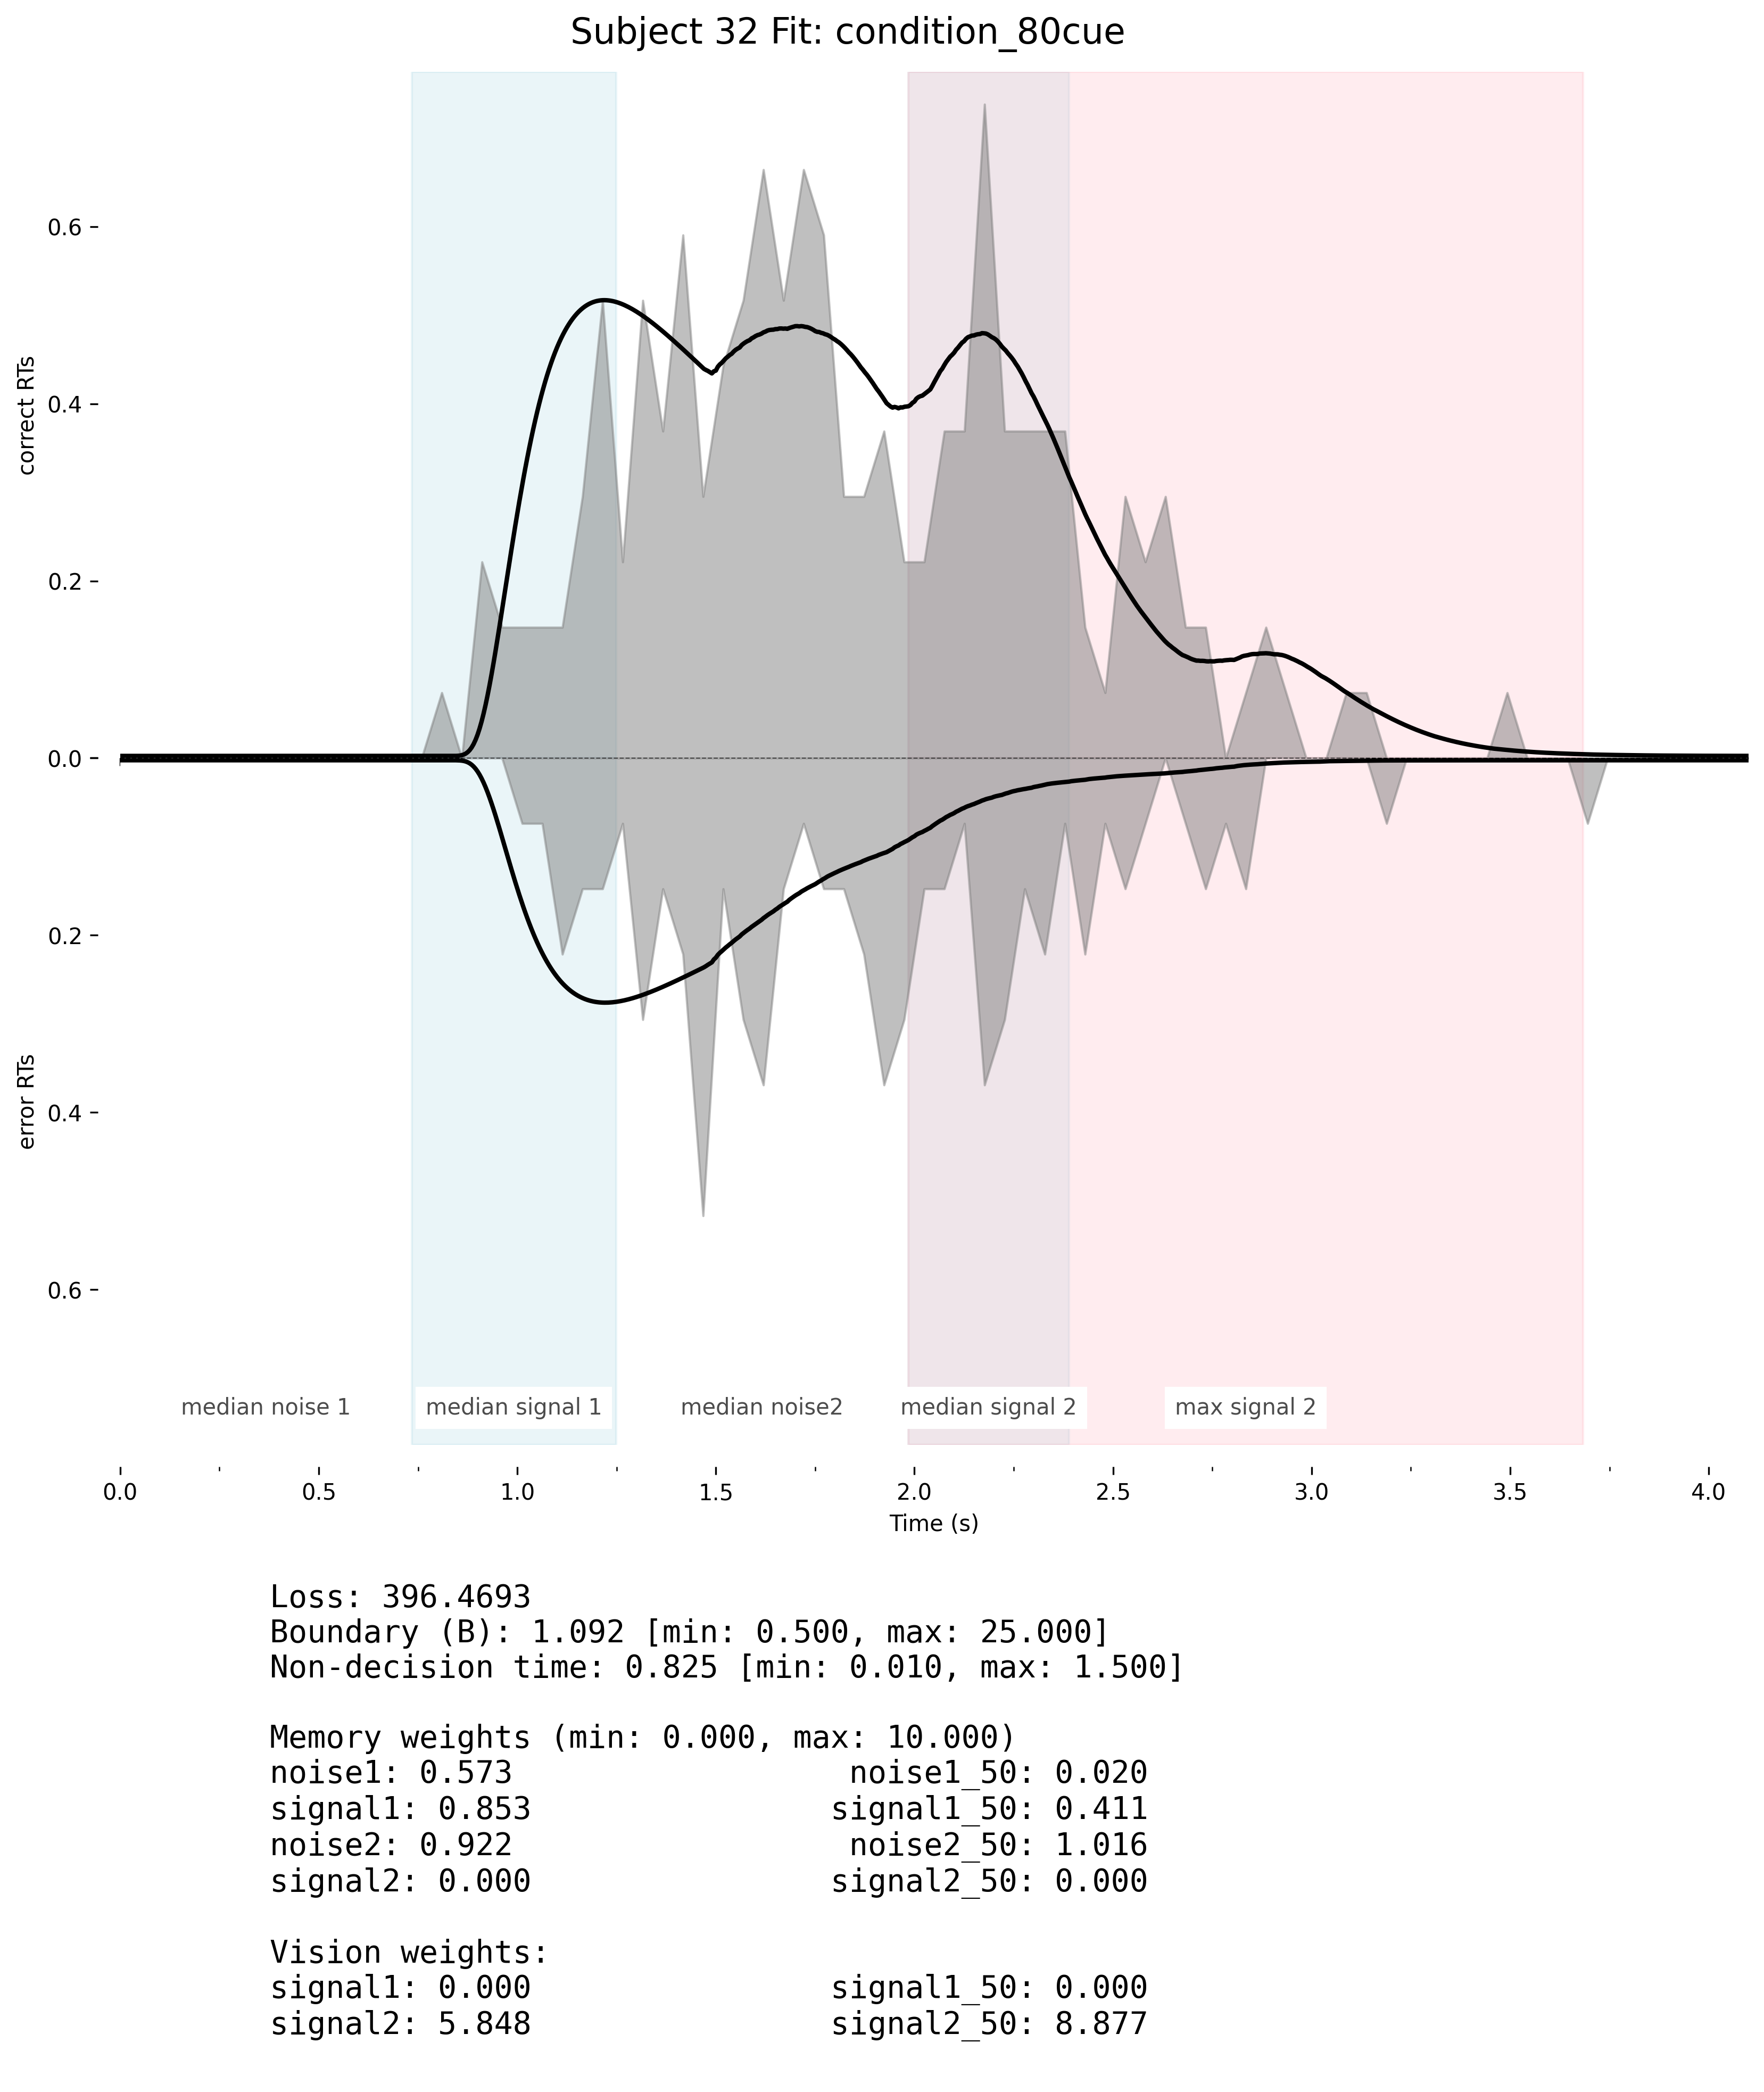 Subject 32 Fit: condition_80cue
correct RTs
error RTs
0.6
0.4
0.2
0.0
0.2
0.4
0.6
median noise 1
median signal 1
median noise2
median signal 2
max signal 2
0.0 0.5 1.0 1.5 2.0 2.5 3.0 3.5 4.0
Time (s)
Loss: 396.4693
Boundary (B): 1.092 [min: 0.500, max: 25.000]
Non-decision time: 0.825 [min: 0.010, max: 1.500]
Memory weights (min: 0.000, max: 10.000)
noise1: 0.573 noise1_50: 0.020
signal1: 0.853 signal1_50: 0.411
noise2: 0.922 noise2_50: 1.016
signal2: 0.000 signal2_50: 0.000
Vision weights:
signal1: 0.000 signal1_50: 0.000
signal2: 5.848 signal2_50: 8.877